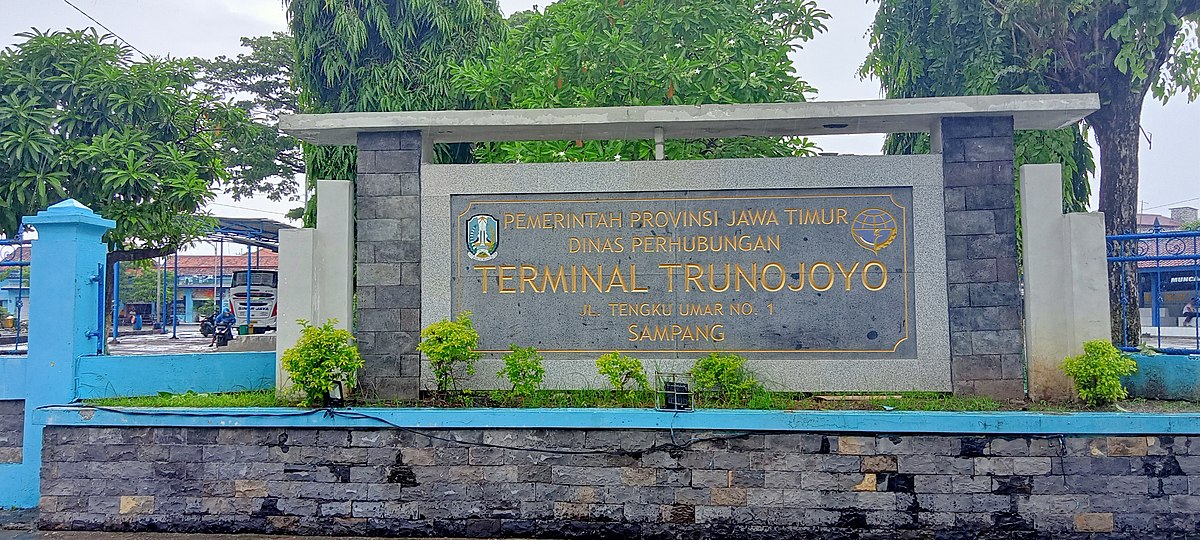 PEMERINTAH PROVINSI JAWA TIMUR
DINAS PERHUBUNGAN
TERMINAL TRUNOJOYO
JL. TENGKU UMAR NO. 1
SAMPANG